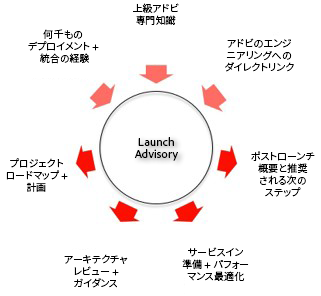 上級アドビ
専門知識
何千もの
デプロイメント +
統合の経験
アドビのエンジ
ニアリングへの
ダイレクトリンク
Launch
Advisory
プロジェクト
ロードマップ +
計画
ポストローンチ
概要と推奨
される次の
ステップ
アーキテクチャ
レビュー +
ガイダンス
サービスイン
準備 + パフォー
マンス最適化